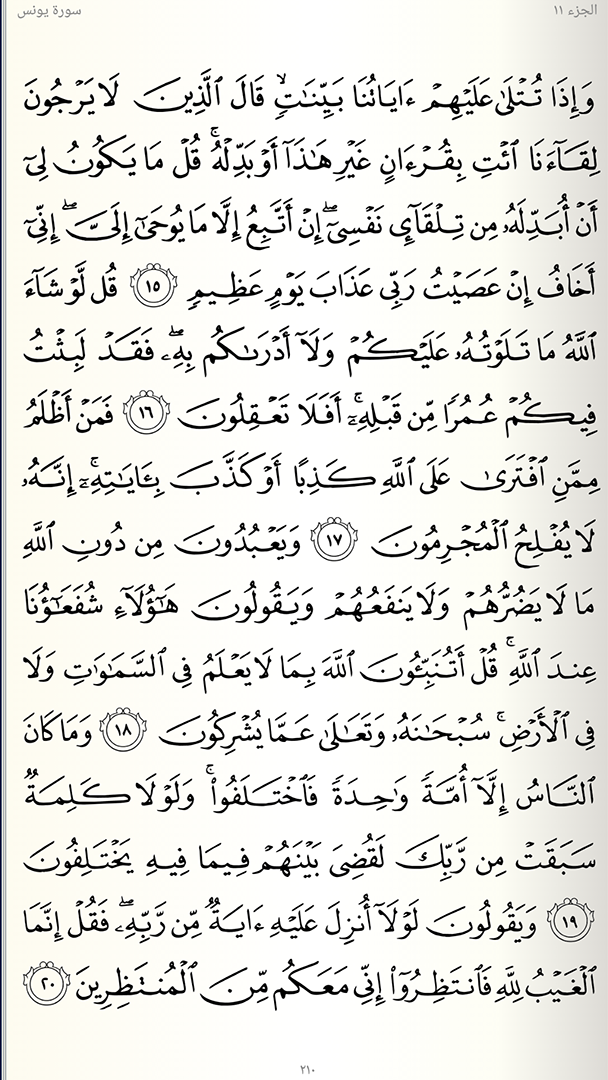 الجزء ١١
سورة يونس
وَإِذَا تُتْلَىٰ عَلَيْهِمْ ءَايَاتُنَا بَيِّنَـٰتٍۙ قَالَ ٱلَّذِينَ لَا يَرْجُونَ
لِقَآءَنَا ٱئْتِ بِقُرْءَانٍ غَيْرِ هَـٰذَآ أَوْ بَدِّلْهُۚ قُلْ مَا يَكُونُ لِىٓ
أَنْ أُبَدِّلَهُۥ مِن تِلْقَآئِ نَفْسِىٓۖ إِنْ أَتَّبِعُ إِلَّا مَا يُوحَىٰٓ إِلَىَّۖ إِنِّىٓ
أَخَافُ إِنْ عَصَيْتُ رَبِّى عَذَابَ يَوْمٍ عَظِيمٍ ١٥ قُل لَّوْ شَآءَ
ٱللَّهُ مَا تَلَوْتُهُۥ عَلَيْكُمْ وَلَآ أَدْرَىٰكُم بِهِۦۖ فَقَدْ لَبِثْتُ
فِيكُمْ عُمُرًا مِّن قَبْلِهِۦٓۚ أَفَلَا تَعْقِلُونَ ١٦ فَمَنْ أَظْلَمُ
مِمَّنِ ٱفْتَرَىٰ عَلَى ٱللَّهِ كَذِبًا أَوْ كَذَّبَ بِـَٔايَـٰتِهِۦٓۚ إِنَّهُۥ
لَا يُفْلِحُ ٱلْمُجْرِمُونَ ١٧ وَيَعْبُدُونَ مِن دُونِ ٱللَّهِ
مَا لَا يَضُرُّهُمْ وَلَا يَنفَعُهُمْ وَيَقُولُونَ هَـٰٓؤُلَآءِ شُفَعَـٰٓؤُنَا
عِندَ ٱللَّهِۚ قُلْ أَتُنَبِّـُٔونَ ٱللَّهَ بِمَا لَا يَعْلَمُ فِى ٱلسَّمَـٰوَٰتِ وَلَا
فِى ٱلْأَرْضِۚ سُبْحَـٰنَهُۥ وَتَعَـٰلَىٰ عَمَّا يُشْرِكُونَ ١٨ وَمَا كَانَ
ٱلنَّاسُ إِلَّآ أُمَّةً وَٰحِدَةً فَٱخْتَلَفُوا۟ۚ وَلَوْلَا كَلِمَةٌ
سَبَقَتْ مِن رَّبِّكَ لَقُضِىَ بَيْنَهُمْ فِيمَا فِيهِ يَخْتَلِفُونَ
١٩ وَيَقُولُونَ لَوْلَآ أُنزِلَ عَلَيْهِ ءَايَةٌ مِّن رَّبِّهِۦۖ فَقُلْ إِنَّمَا
ٱلْغَيْبُ لِلَّهِ فَٱنتَظِرُوٓا۟ إِنِّى مَعَكُم مِّنَ ٱلْمُنتَظِرِينَ ٢٠
٢١٠